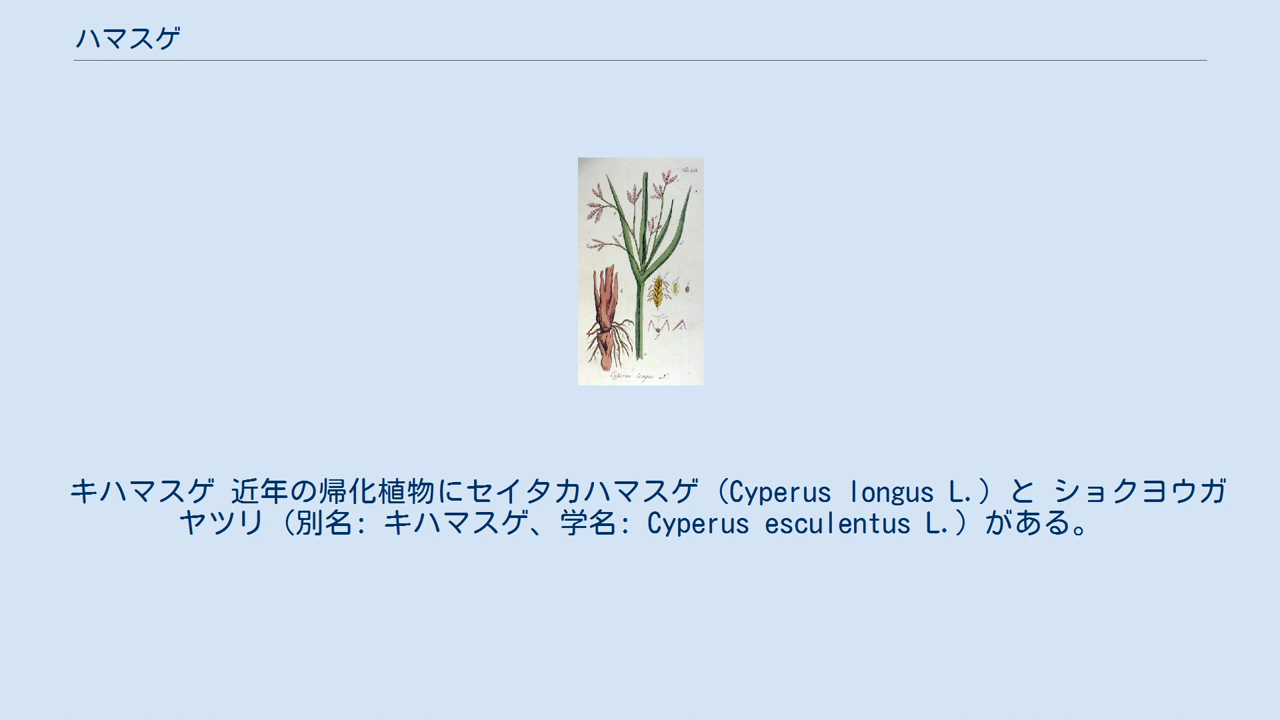 ハマスゲ
Cyperus longus L.
キハマスゲ 近年の帰化植物にセイタカハマスゲ（Cyperus longus L.）と ショクヨウガ
ヤツリ（別名: キハマスゲ、学名: Cyperus esculentus L.）がある。